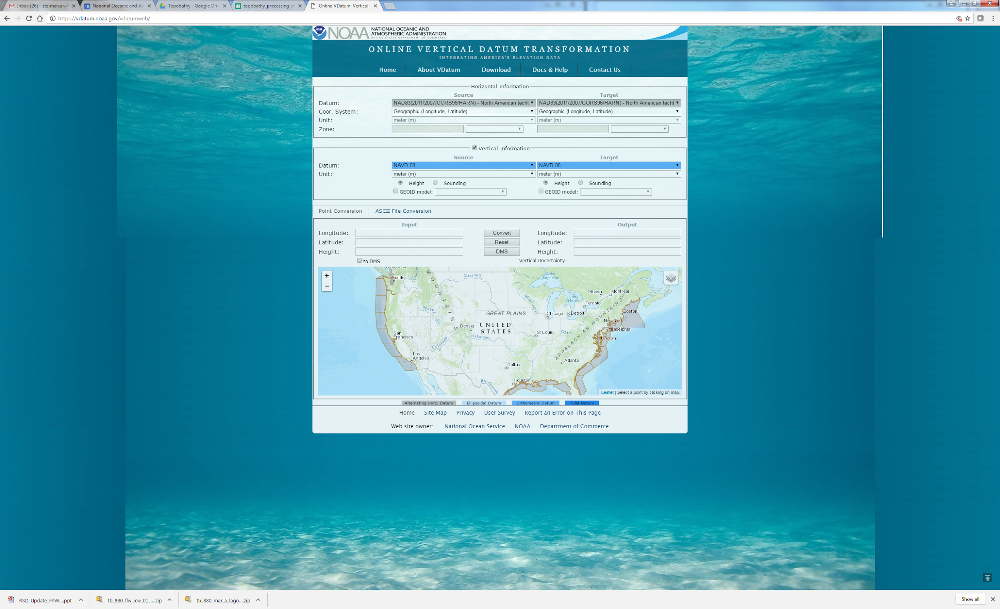 Inbox (26) - stephen.a.w
National Oceanic and At
Topobathy - Google Driv
topobathy_processing_st
Online VDatum: Vertical
https://vdatum.noaa.gov/vdatumweb/
NOAA
NOAA
NATIONAL OCEANIC AND
ATMOSPHERIC ADMINISTRATION
UNITED STATES DEPARTMENT OF COMMERCE
ONLINE VERTICAL DATUM TRANSFORMATION
INTEGRATING AMERICA'S ELEVATION DATA
Home About VDatum Download Docs & Help Contact Us
Horizontal Information
Source Target
Datum: NAD83(2011/2007/CORS96/HARN) - North American techt NAD83(2011/2007/CORS96/HARN) - North American techt
Coor. System: Geographic (Longitude, Latitude) Geographic (Longitude, Latitude)
Unit: meter (m) meter (m)
Zone:
Vertical Information
Source Target
Datum: NAVD 88 NAVD 88
Unit: meter (m) meter (m)
Height Sounding Height Sounding
GEOID model: GEOID model:
Point Conversion ASCII File Conversion
Input Output
Longitude: Convert Longitude:
Latitude: Reset Latitude:
Height: DMS Height:
to DMS Vertical Uncertainty:
+
-
Vancouver
Seattle
MOUNTAINS
Missouri
Lake
Superior
Ottawa
Montreal
Lake
Huron
Toronto
Mississippi
Snake
GREAT PLAINS
Chicago
Detroit
Boston
New York
Denver
UNITED
STATES
Philadelphia
San
Francisco
Colorado
Arkansas
St Louis
Ohio
APPALACHIAN MOUNTAINS
Washington
Los
Angeles
Atlanta
Dallas
Houston
Rio Grande
Leaflet | Select a point by clicking on map.
Alternating Horz. Datum Ellipsoidal Datum Orthometric Datum Tidal Datum
Home Site Map Privacy User Survey Report an Error on This Page
Web site owner: National Ocean Service NOAA Department of Commerce
RSD_Update_FPW....ppt
tb_880_flw_icw_01_....zip
tb_880_mar_a_lago....zip
Show all